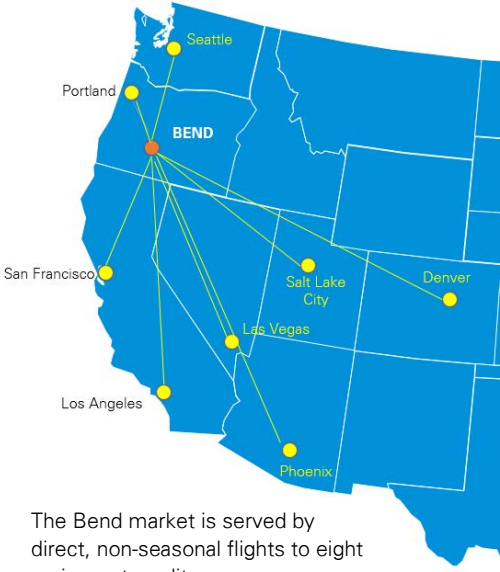 Seattle
Portland
BEND
San Francisco
Salt Lake
City
Denver
Las Vegas
Los Angeles
Phoenix
The Bend market is served by
direct, non-seasonal flights to eight